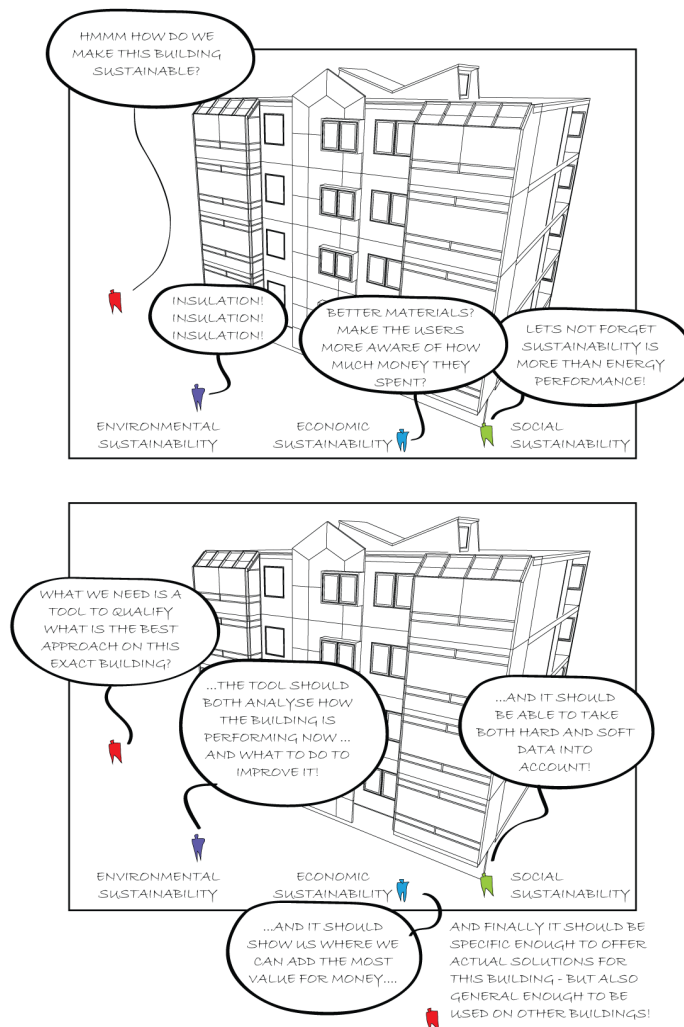 HMMM HOW DO WE
MAKE THIS BUILDING
SUSTAINABLE?
INSULATION!
INSULATION!
INSULATION!
BETTER MATERIALS?
MAKE THE USERS
MORE AWARE OF HOW
MUCH MONEY THEY
SPENT?
LETS NOT FORGET
SUSTAINABILITY IS
MORE THAN ENERGY
PERFORMANCE!
ENVIRONMENTAL
SUSTAINABILITY
ECONOMIC
SUSTAINABILITY
SOCIAL
SUSTAINABILITY
WHAT WE NEED IS A
TOOL TO QUALIFY
WHAT IS THE BEST
APPROACH ON THIS
EXACT BUILDING?
...THE TOOL SHOULD
BOTH ANALYSE HOW
THE BUILDING IS
PERFORMING NOW ...
AND WHAT TO DO TO
IMPROVE IT!
...AND IT SHOULD
BE ABLE TO TAKE
BOTH HARD AND SOFT
DATA INTO
ACCOUNT!
ENVIRONMENTAL
SUSTAINABILITY
ECONOMIC
SUSTAINABILITY
SOCIAL
SUSTAINABILITY
...AND IT SHOULD
SHOW US WHERE WE
CAN ADD THE MOST
VALUE FOR MONEY....
AND FINALLY IT SHOULD BE
SPECIFIC ENOUGH TO OFFER
ACTUAL SOLUTIONS FOR
THIS BUILDING - BUT ALSO
GENERAL ENOUGH TO BE
USED ON OTHER BUILDINGS!